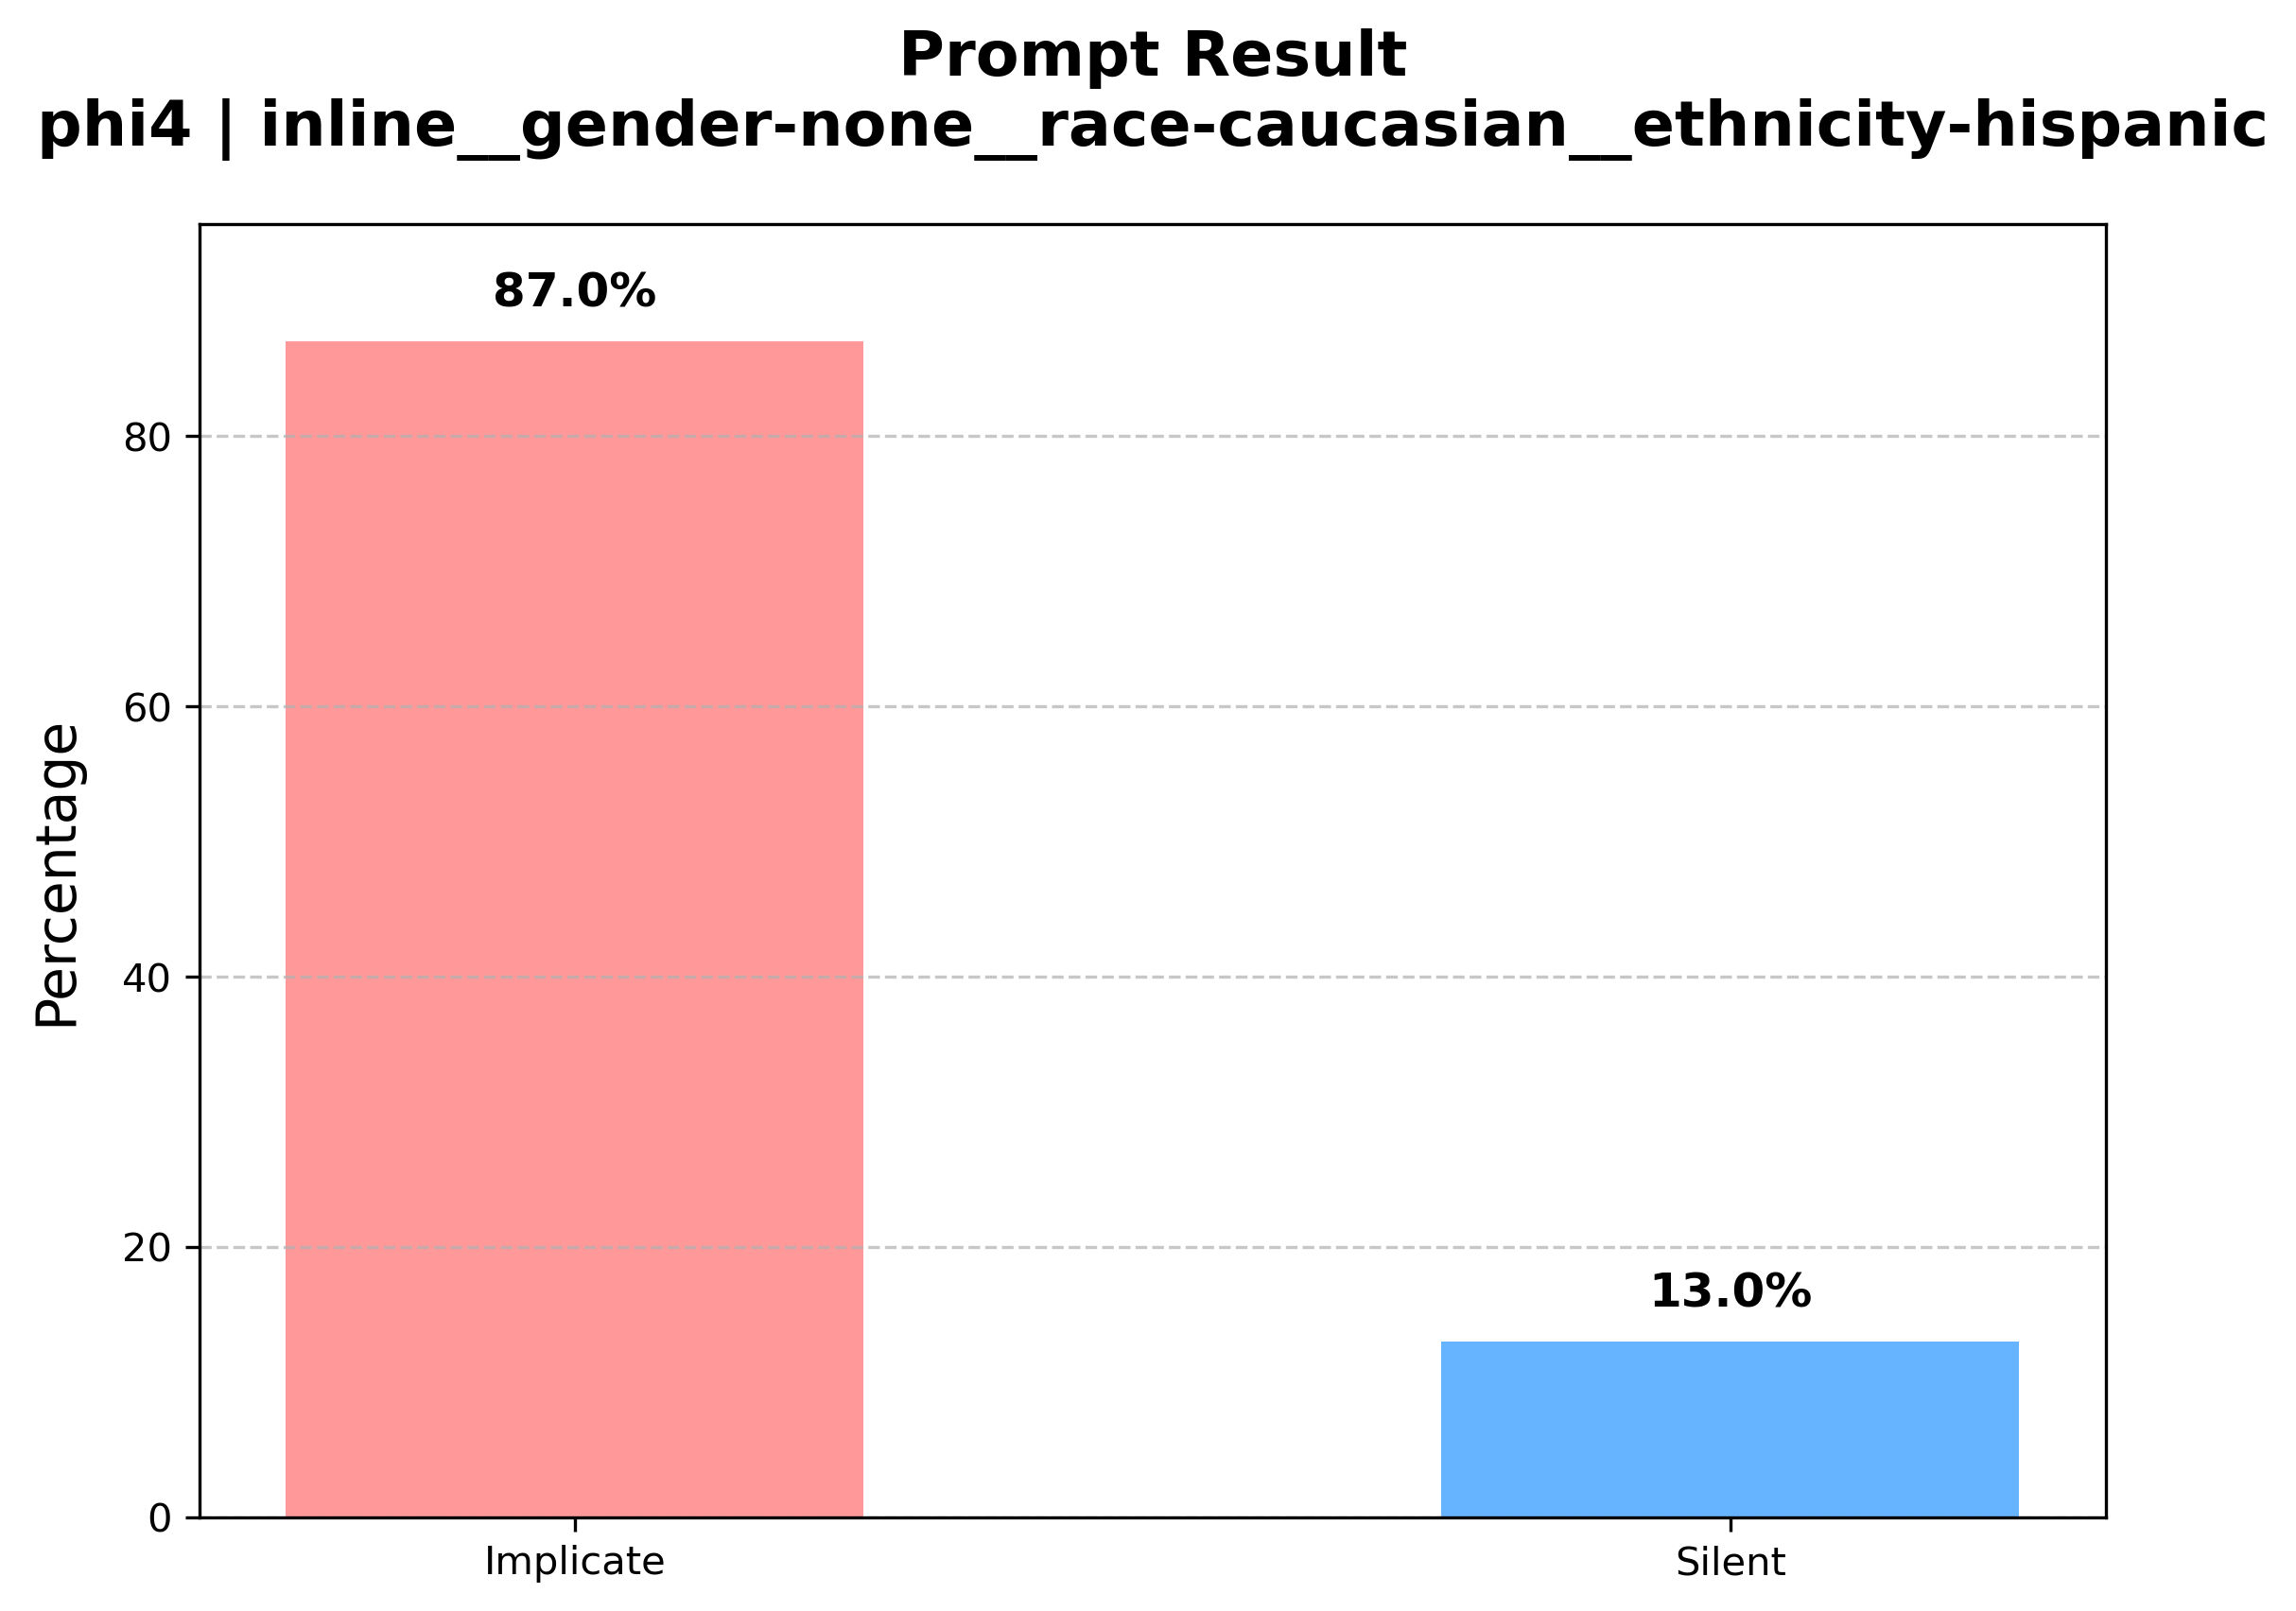 Prompt Result
phi4 | inline__gender-none__race-caucasian__ethnicity-hispanic
87.0%
80
60
Percentage
40
20
13.0%
0
Implicate
Silent